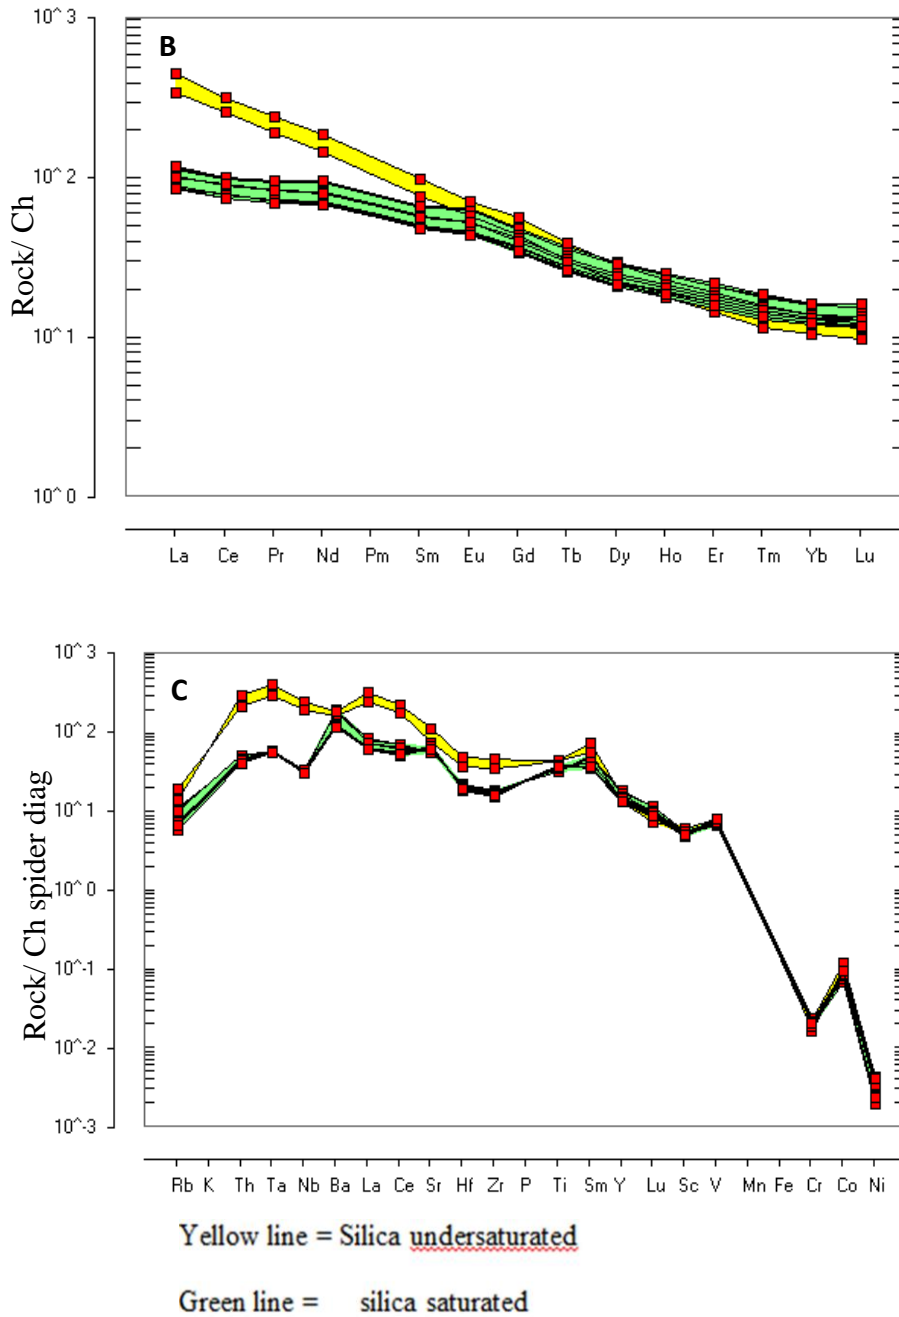 10^3
B
10^2
10^1
10^0
Rock/ Ch
La Ce Pr Nd Pm Sm Eu Gd Tb Dy Ho Er Tm Yb Lu
10^3
C
10^2
10^1
10^0
10^-1
10^-2
10^-3
Rock/ Ch spider diag
Rb K Th Ta Nb Ba La Ce Sr Hf Zr P Ti Sm Y Lu Sc V Mn Fe Cr Co Ni
Yellow line = Silica undersaturated
Green line = silica saturated